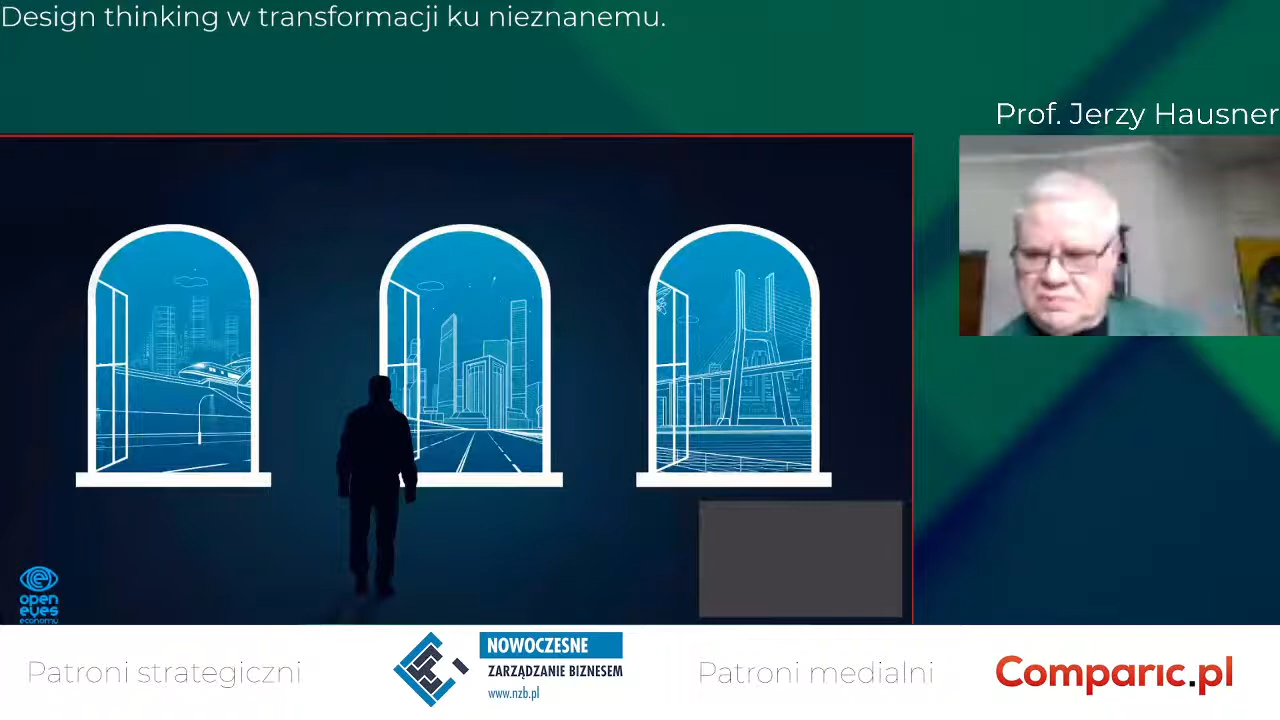 Design thinking w transformacji ku nieznanemu.
Prof. Jerzy Hausner
open
eyes
economy
Patroni strategiczni
NOWOCZESNE
ZARZĄDZANIE BIZNESEM
www.nzb.pl
Patroni medialni
Comparic.pl